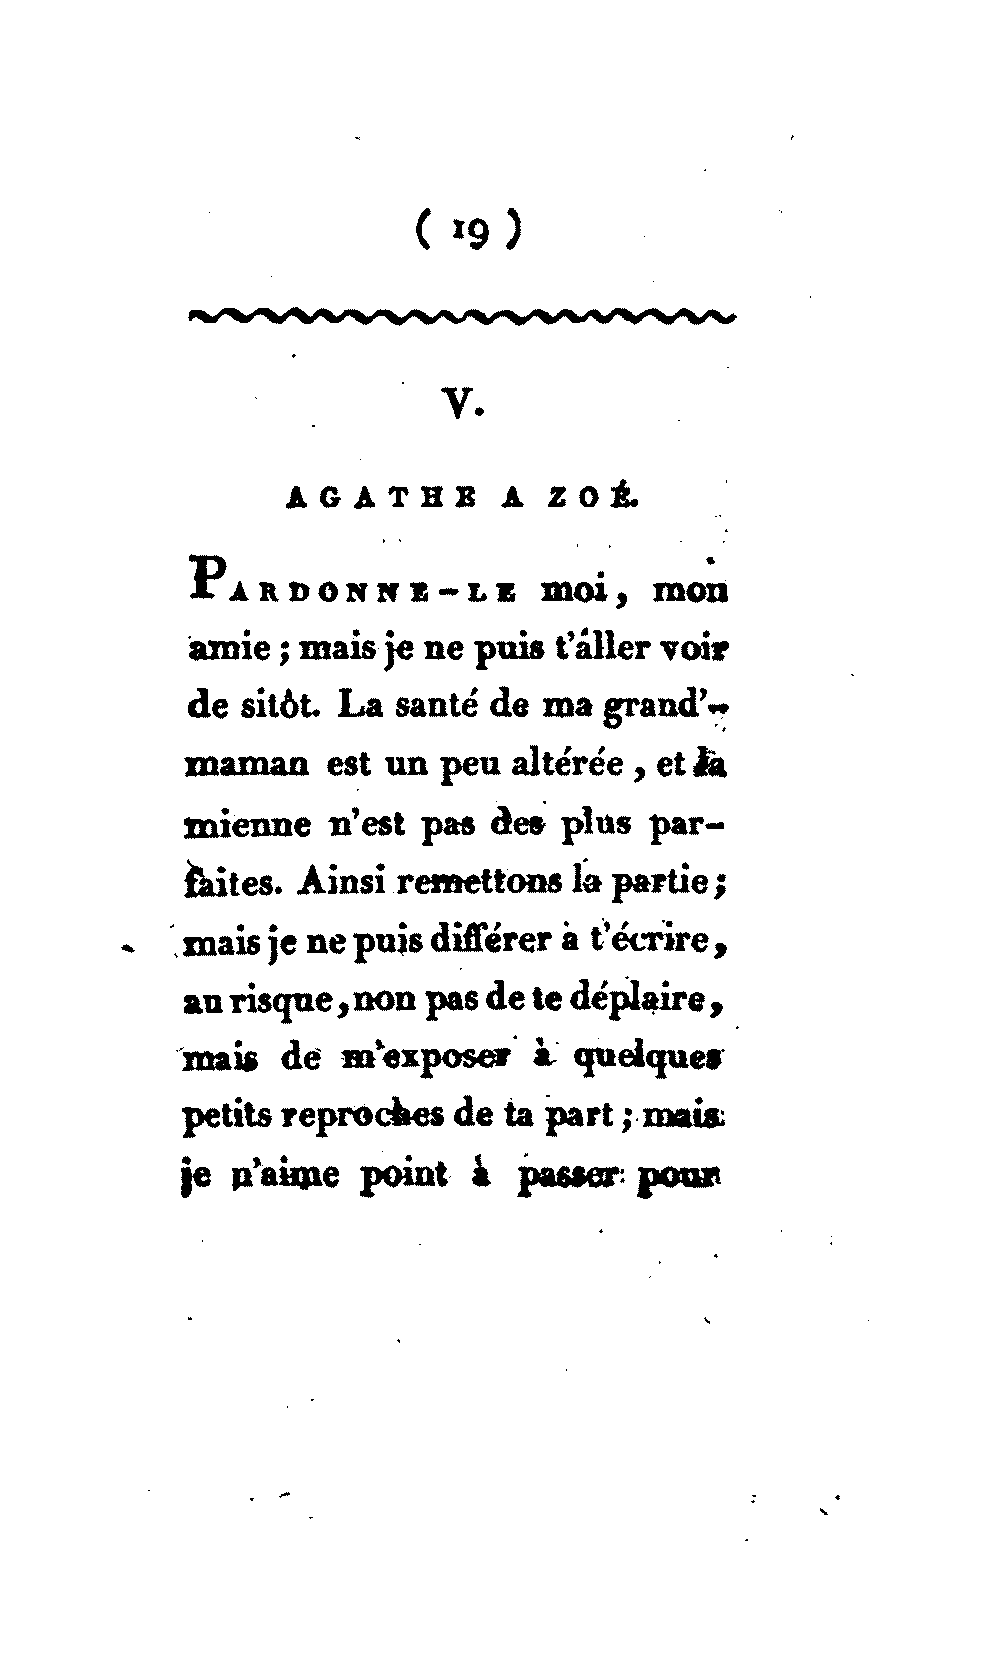 ( 19 )
V.
AGATHE A ZOÉ.
PARDONNE-LE moi, mon
amie ; mais je ne puis t'aller voir
de sitôt. La santé de ma grand'-
maman est un peu altérée , et la
mienne n'est pas des plus par-
faites. Ainsi remettons la partie ;
mais je ne puis différer à t'écrire,
au risque, non pas de te déplaire,
mais de m'exposer à quelques
petits reproches de ta part ; mais
je n'aime point à passer pour